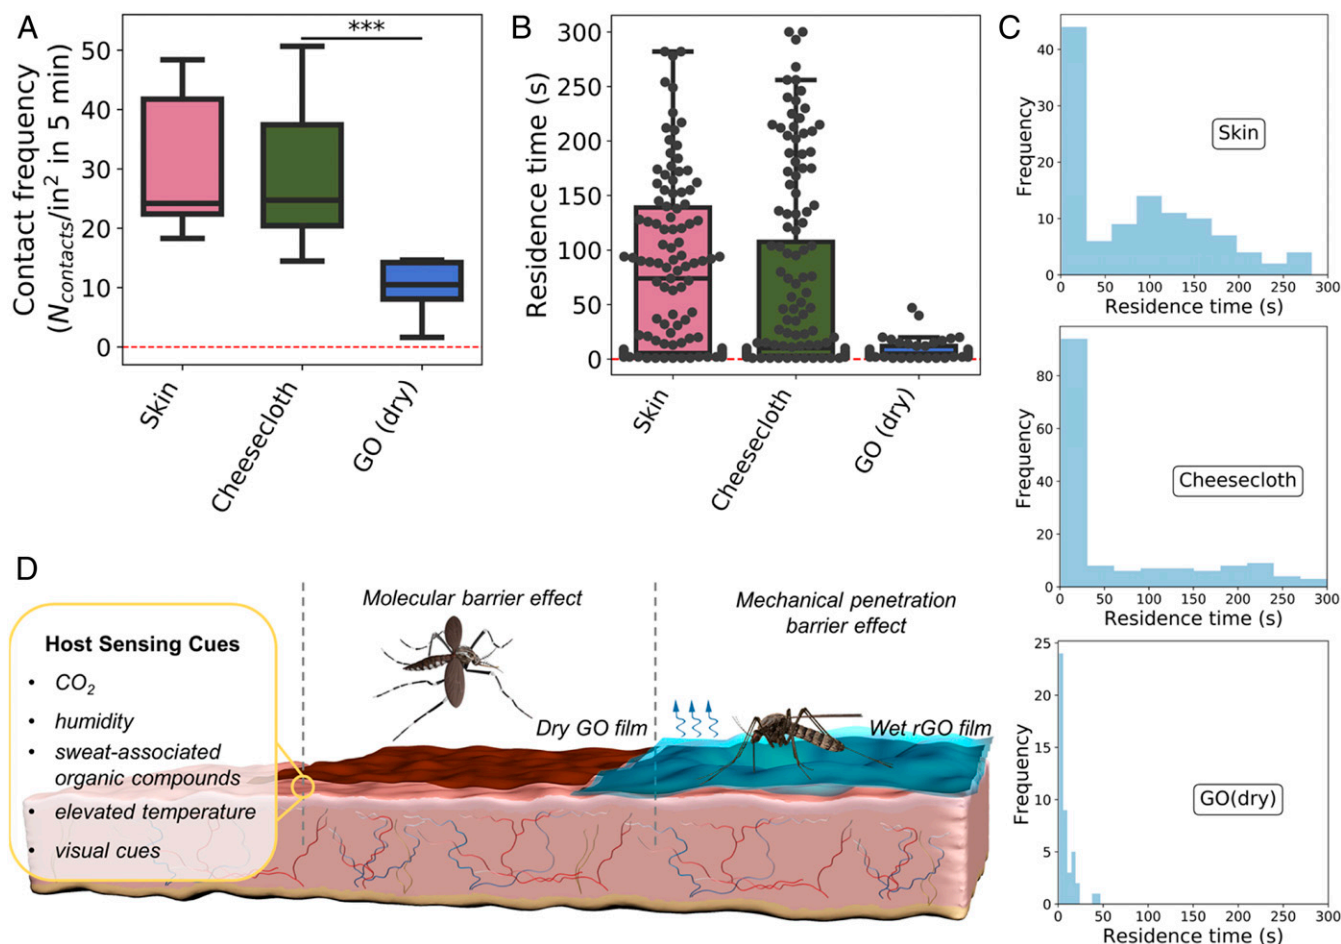 A
Contact frequency
(N_contacts/in² in 5 min)
50
40
30
20
10
0
***
Skin
Cheesecloth
GO (dry)
B
Residence time (s)
300
250
200
150
100
50
0
Skin
Cheesecloth
GO (dry)
C
Frequency
40
30
20
10
0
Skin
0 50 100 150 200 250 300
Residence time (s)
Frequency
80
60
40
20
0
Cheesecloth
0 50 100 150 200 250 300
Residence time (s)
Frequency
25
20
15
10
5
0
GO(dry)
0 50 100 150 200 250 300
Residence time (s)
D
Host Sensing Cues
• CO₂
• humidity
• sweat-associated
organic compounds
• elevated temperature
• visual cues
Molecular barrier effect
Dry GO film
Mechanical penetration
barrier effect
Wet rGO film